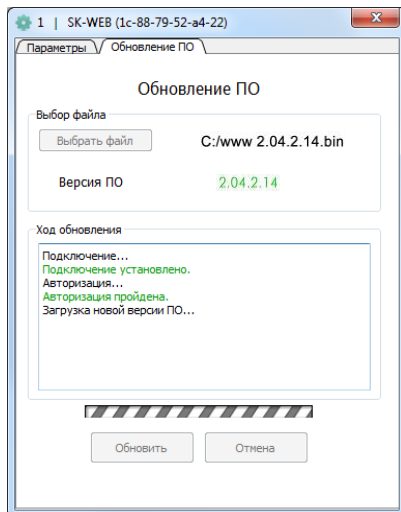 1 | SK-WEB (1c-88-79-52-a4-22)
Параметры Обновление ПО
Обновление ПО
Выбор файла
Выбрать файл C:/www 2.04.2.14.bin
Версия ПО 2.04.2.14
Ход обновления
Подключение...
Подключение установлено.
Авторизация...
Авторизация пройдена.
Загрузка новой версии ПО...
Обновить Отмена